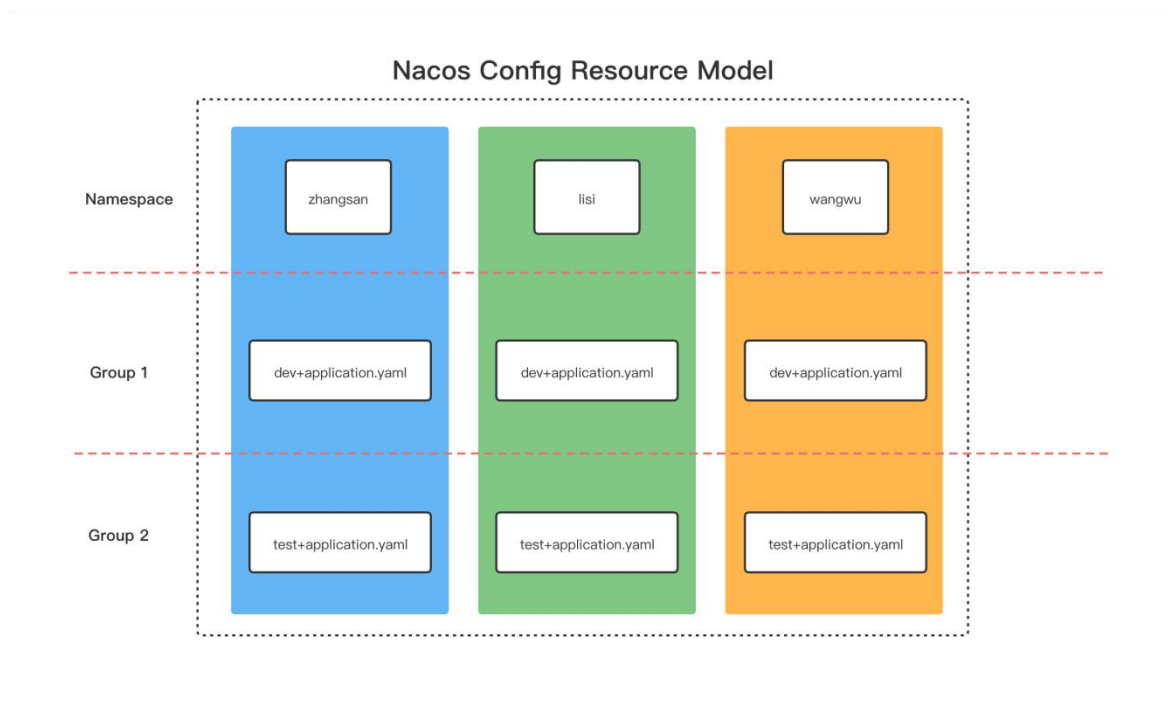 Nacos Config Resource Model
Namespace
zhangsan
lisi
wangwu
Group 1
dev+application.yaml
dev+application.yaml
dev+application.yaml
Group 2
test+application.yaml
test+application.yaml
test+application.yaml